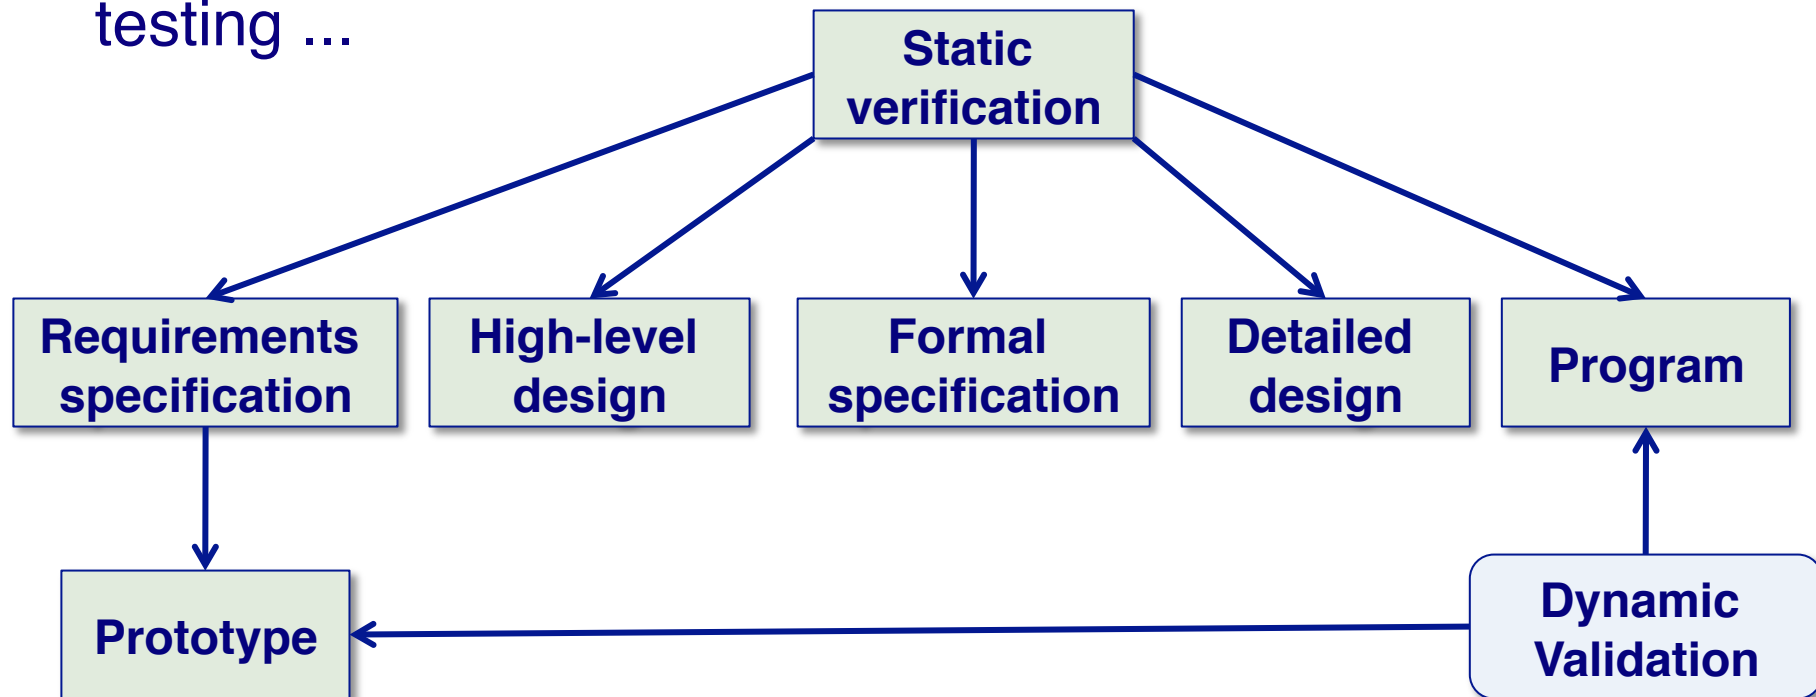 testing ...
Static
verification
Requirements
specification
High-level
design
Formal
specification
Detailed
design
Program
Prototype
Dynamic
Validation